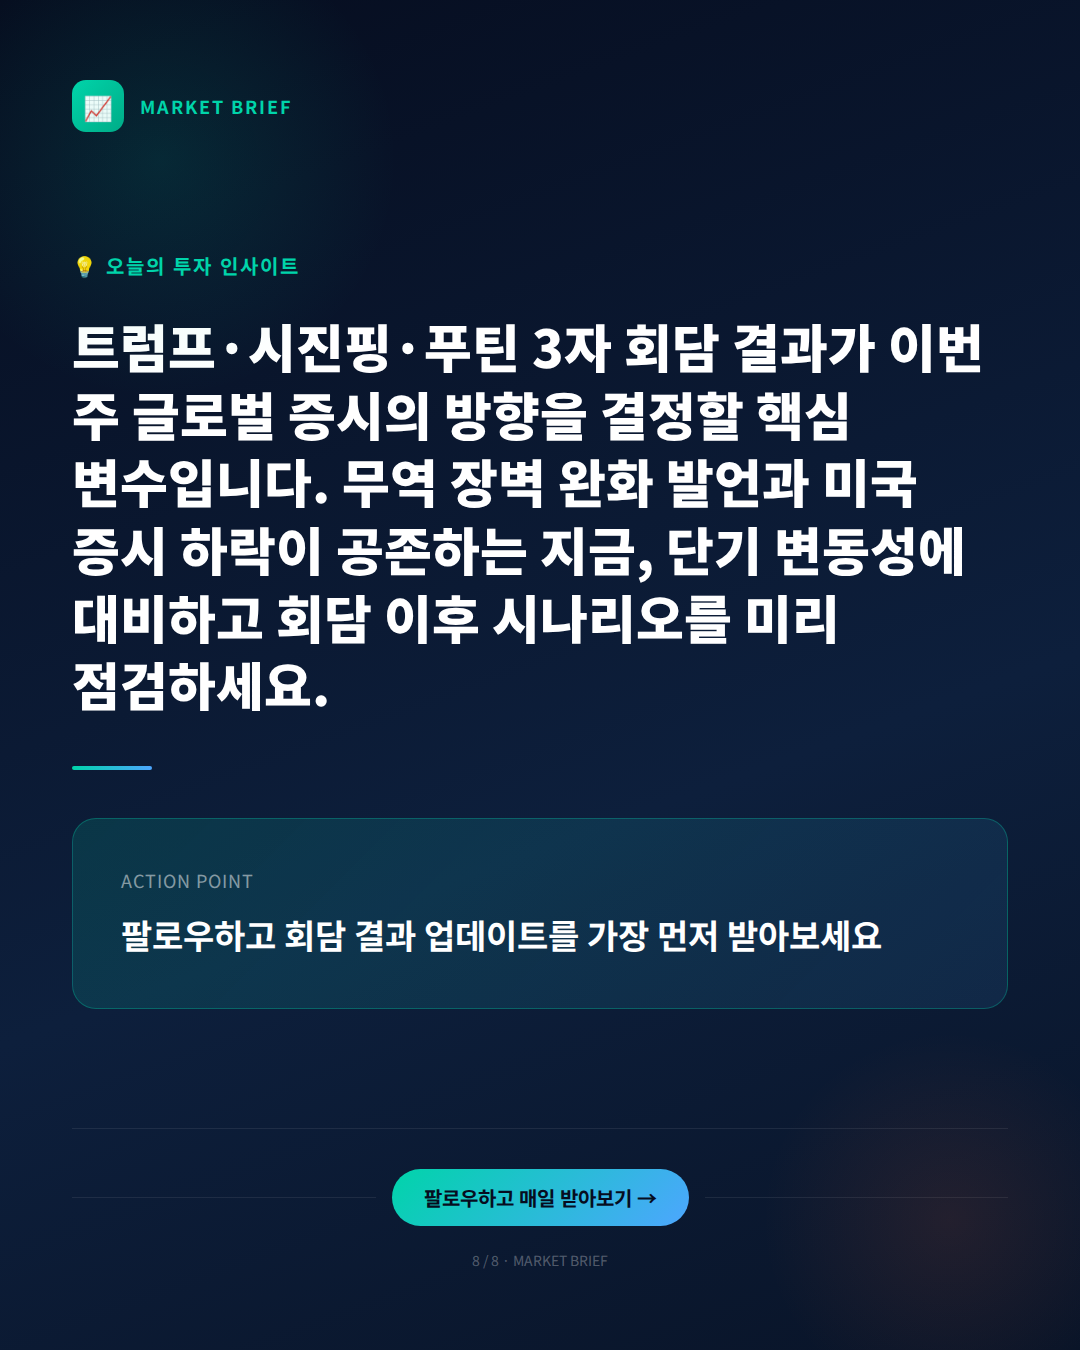 MARKET BRIEF
💡 오늘의 투자 인사이트
트럼프·시진핑·푸틴 3자 회담 결과가 이번
주 글로벌 증시의 방향을 결정할 핵심
변수입니다. 무역 장벽 완화 발언과 미국
증시 하락이 공존하는 지금, 단기 변동성에
대비하고 회담 이후 시나리오를 미리
점검하세요.
ACTION POINT
팔로우하고 회담 결과 업데이트를 가장 먼저 받아보세요
팔로우하고 매일 받아보기 →
8 / 8 · MARKET BRIEF